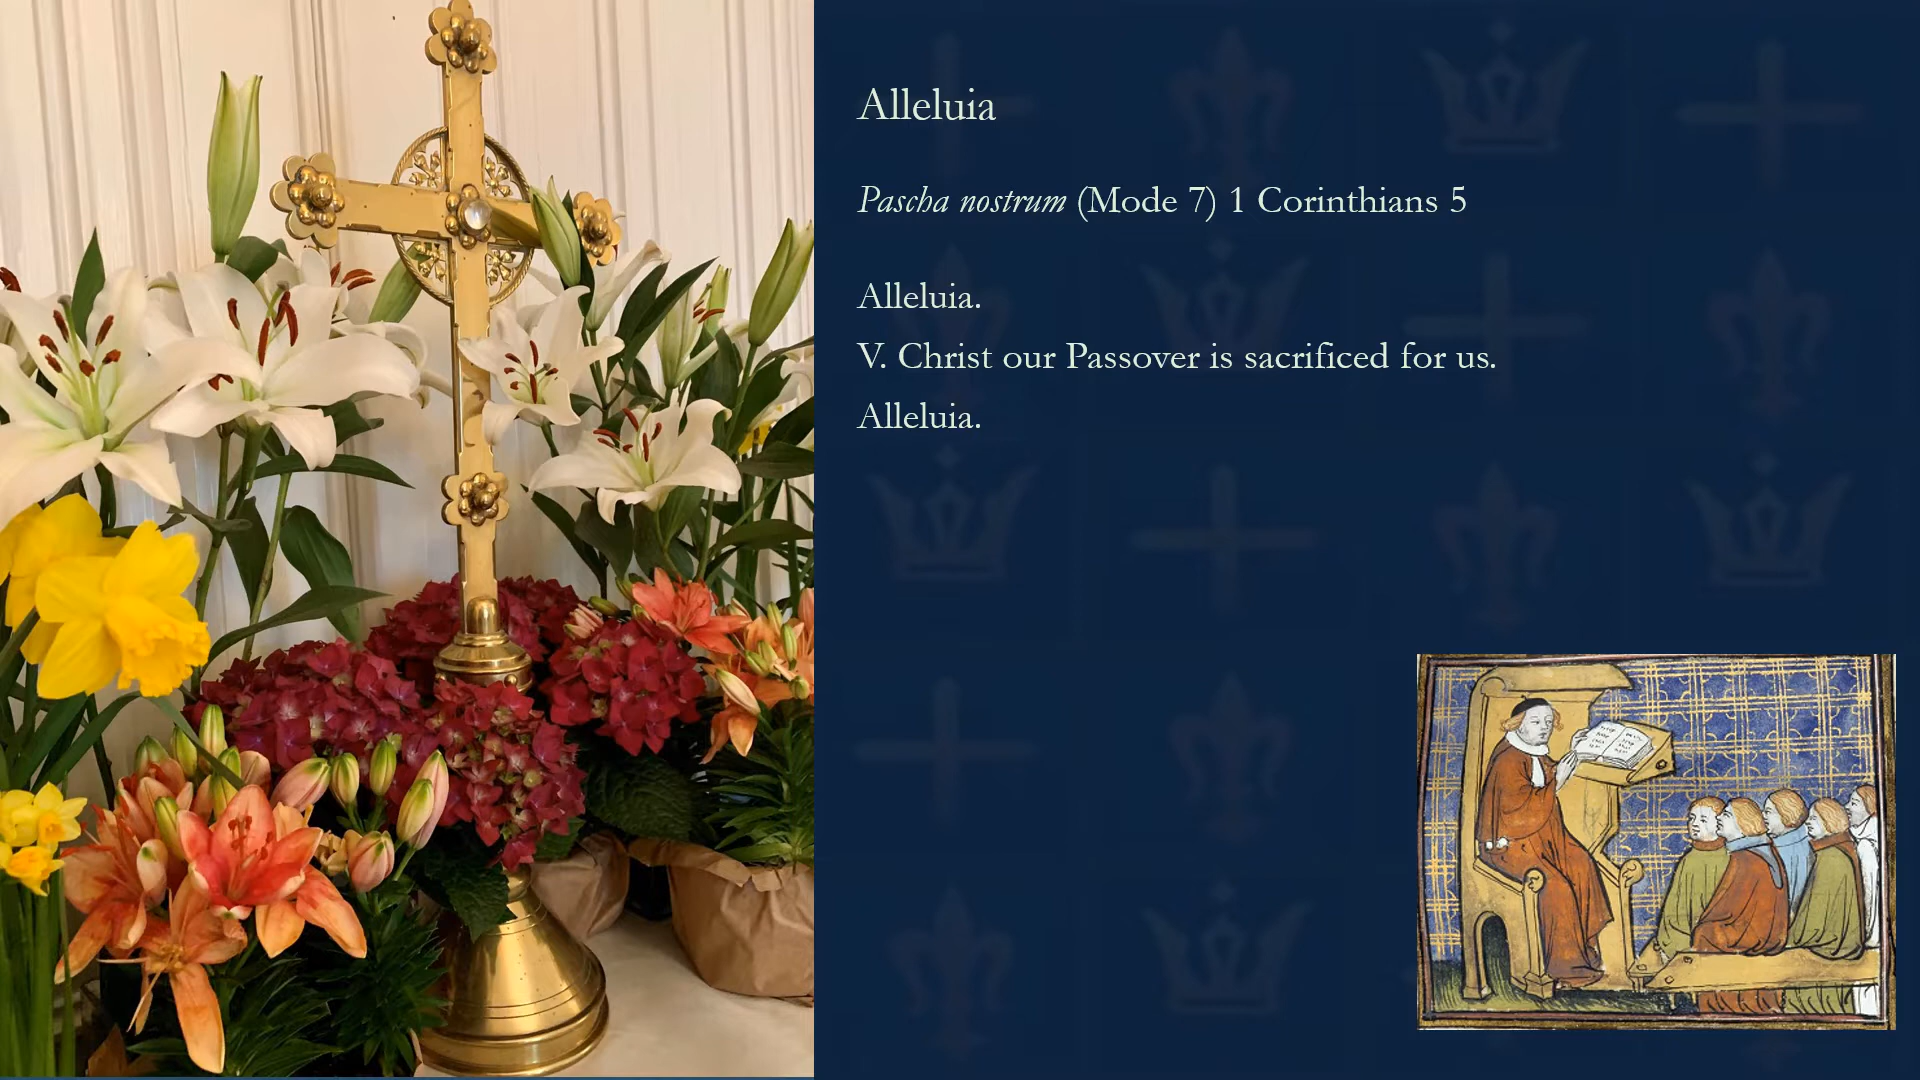 Alleluia
Pascha nostrum (Mode 7) 1 Corinthians 5
Alleluia.
V. Christ our Passover is sacrificed for us.
Alleluia.